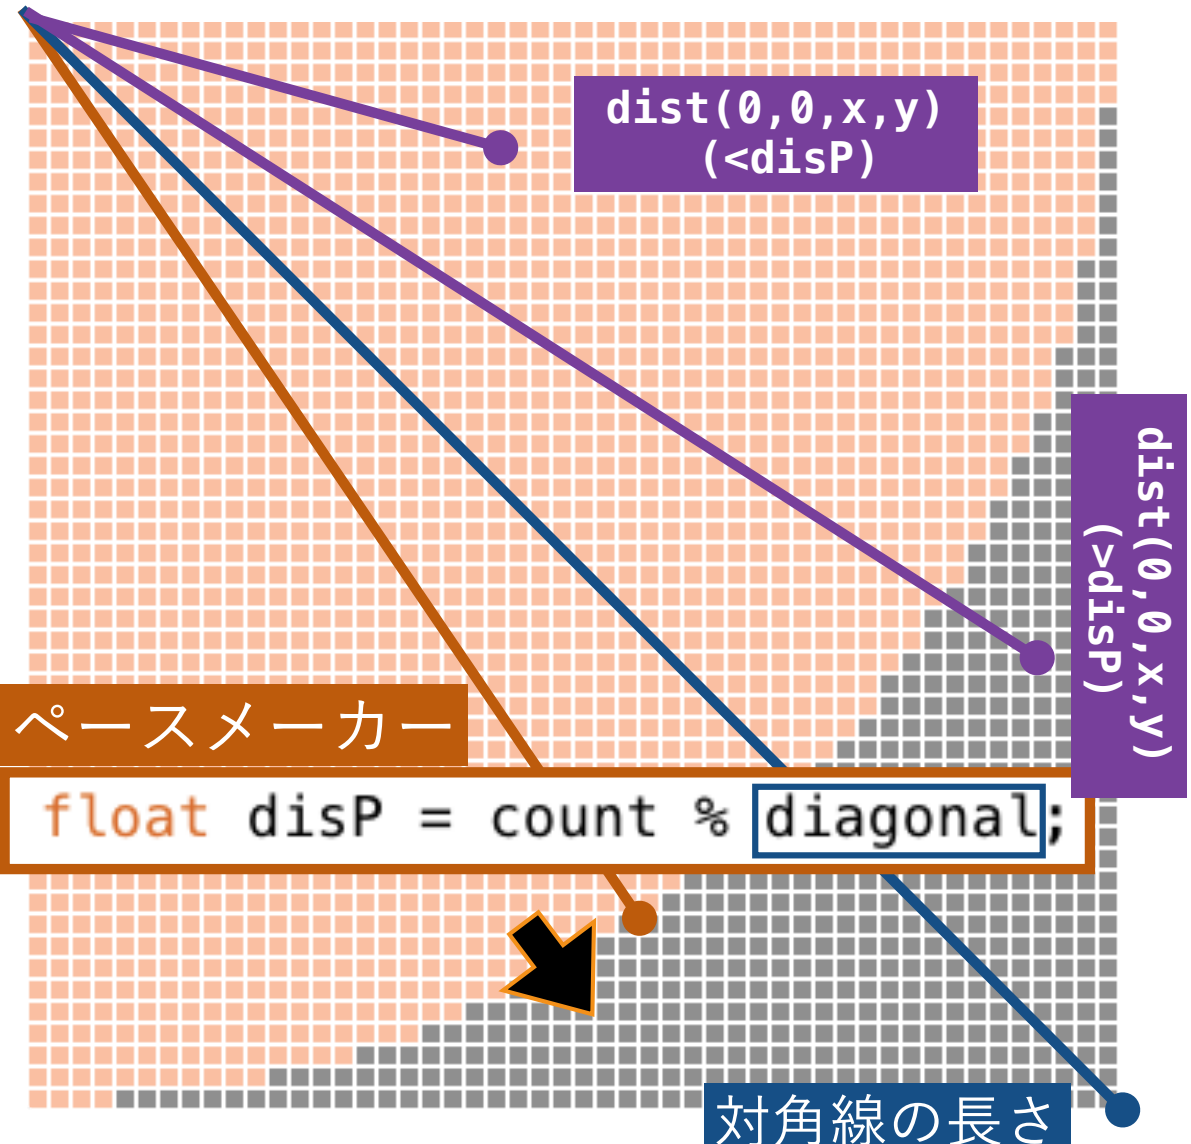 dist(0,0,x,y)
(<disP)
dist(0,0,x,y)
(>disP)
ペースメーカー
float disP = count % diagonal;
対角線の長さ